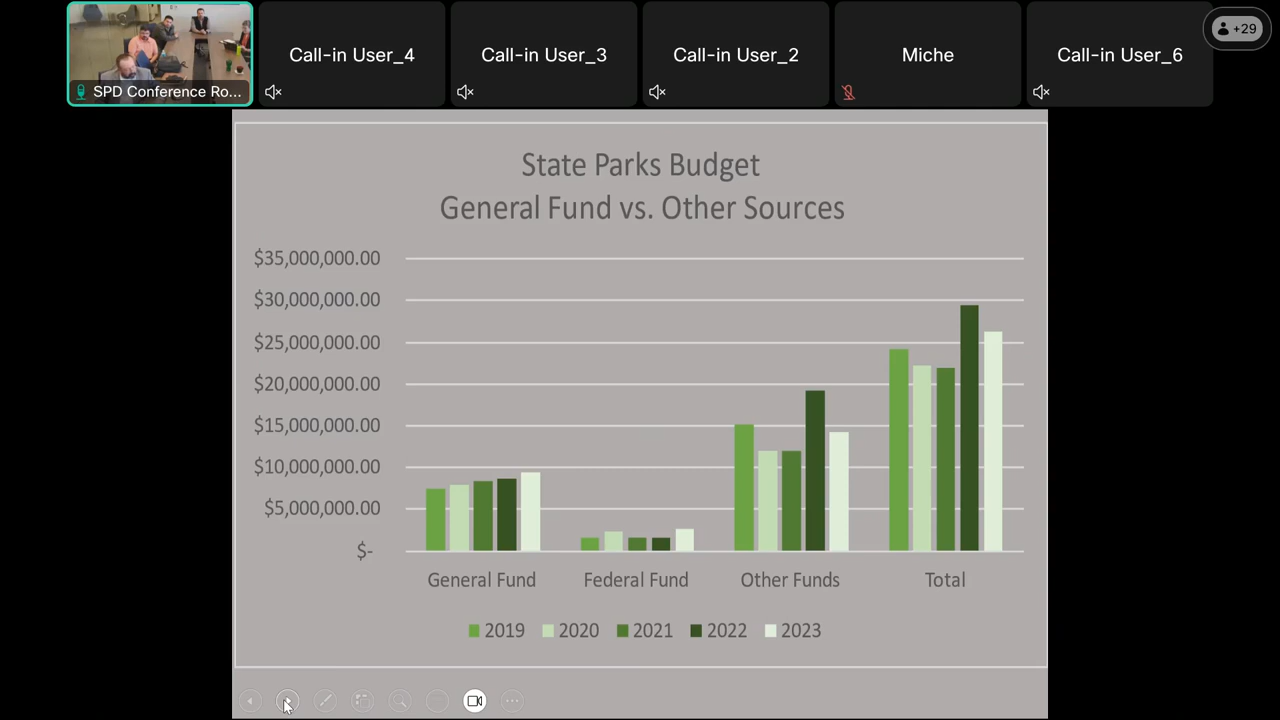 Call-in User_4
Call-in User_3
Call-in User_2
Miche
Call-in User_6
+29
SPD Conference Ro...
State Parks Budget
General Fund vs. Other Sources
$35,000,000.00
$30,000,000.00
$25,000,000.00
$20,000,000.00
$15,000,000.00
$10,000,000.00
$5,000,000.00
$-
General Fund
Federal Fund
Other Funds
Total
2019
2020
2021
2022
2023